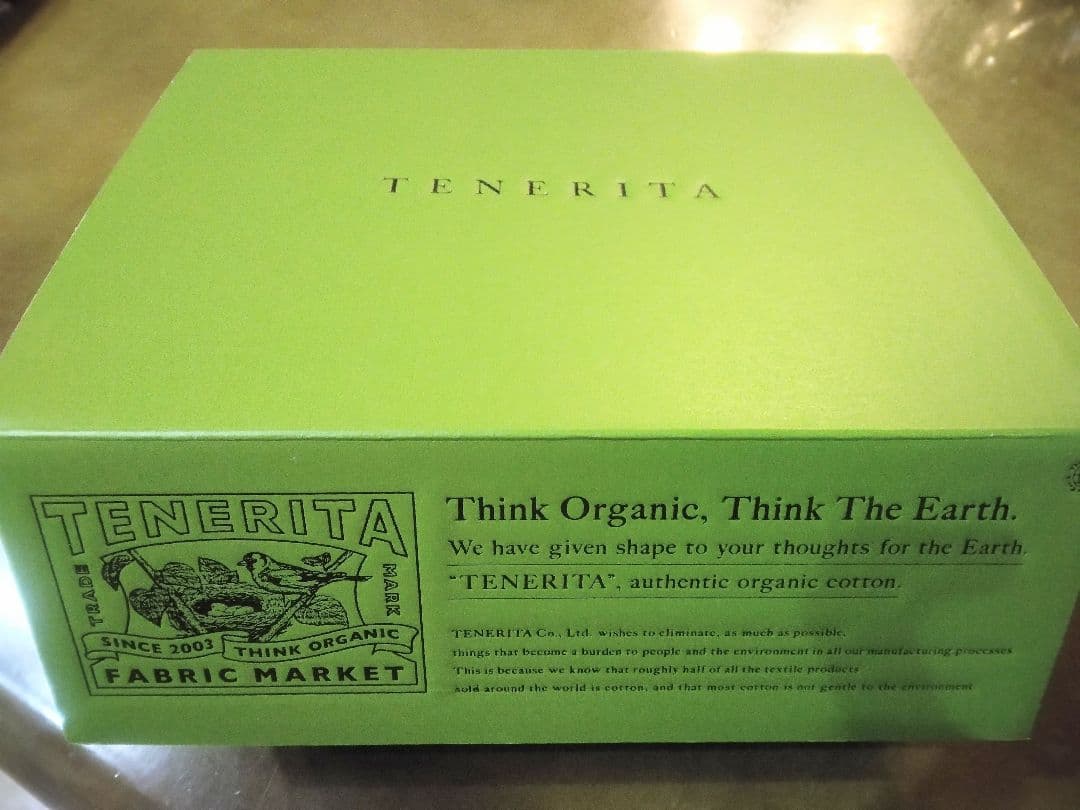 TENERITA
TENERITA
TRADE
MARK
SINCE 2003
THINK ORGANIC
FABRIC MARKET
Think Organic, Think The Earth.
We have given shape to your thoughts for the Earth.
"TENERITA", authentic organic cotton.
TENERITA Co., Ltd. wishes to eliminate, as much as possible,
things that become a burden to people and the environment in all our manufacturing processes
This is because we know that roughly half of all the textile products
sold around the world is cotton, and that most cotton is not gentle to the environment